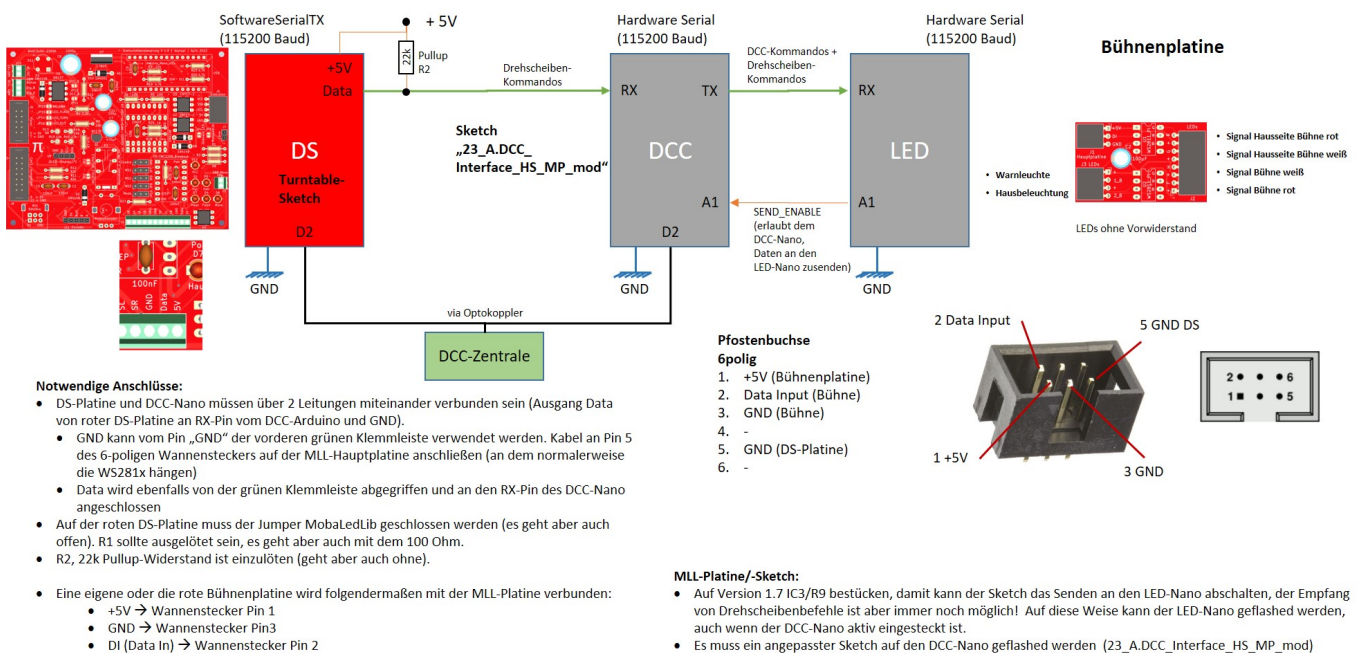 SoftwareSerialTX
(115200 Baud)
+ 5V
22k
Pullup
R2
+5V
Data
DS
Turntable-
Sketch
D2
GND
Drehscheiben-
Kommandos
Sketch
„23_A.DCC_
Interface_HS_MP_mod“
Hardware Serial
(115200 Baud)
RX
TX
DCC
A1
D2
GND
DCC-Kommandos +
Drehscheiben-
Kommandos
SEND_ENABLE
(erlaubt dem
DCC-Nano,
Daten an den
LED-Nano zusenden)
Hardware Serial
(115200 Baud)
RX
LED
A1
GND
via Optokoppler
DCC-Zentrale
100nF
SR
GND
Data
5V
Bühnenplatine
• Warnleuchte
• Hausbeleuchtung
+5V
DI
GND
Hauptplatine
LEDs
• Signal Hausseite Bühne rot
• Signal Hausseite Bühne weiß
• Signal Bühne weiß
• Signal Bühne rot
LEDs ohne Vorwiderstand
Pfostenbuchse
6polig
1. +5V (Bühnenplatine)
2. Data Input (Bühne)
3. GND (Bühne)
4. -
5. GND (DS-Platine)
6. -
2 Data Input
5 GND DS
1 +5V
3 GND
2
6
1
5
Notwendige Anschlüsse:
• DS-Platine und DCC-Nano müssen über 2 Leitungen miteinander verbunden sein (Ausgang Data
von roter DS-Platine an RX-Pin vom DCC-Arduino und GND).
• GND kann vom Pin „GND“ der vorderen grünen Klemmleiste verwendet werden. Kabel an Pin 5
des 6-poligen Wannensteckers auf der MLL-Hauptplatine anschließen (an dem normalerweise
die WS281x hängen)
• Data wird ebenfalls von der grünen Klemmleiste abgegriffen und an den RX-Pin des DCC-Nano
angeschlossen
• Auf der roten DS-Platine muss der Jumper MobaLedLib geschlossen werden (es geht aber auch
offen). R1 sollte ausgelötet sein, es geht aber auch mit dem 100 Ohm.
• R2, 22k Pullup-Widerstand ist einzulöten (geht aber auch ohne).
• Eine eigene oder die rote Bühnenplatine wird folgendermaßen mit der MLL-Platine verbunden:
• +5V → Wannenstecker Pin 1
• GND → Wannenstecker Pin3
• DI (Data In) → Wannenstecker Pin 2
MLL-Platine/-Sketch:
• Auf Version 1.7 IC3/R9 bestücken, damit kann der Sketch das Senden an den LED-Nano abschalten, der Empfang
von Drehscheibenbefehle ist aber immer noch möglich! Auf diese Weise kann der LED-Nano geflashed werden,
auch wenn der DCC-Nano aktiv eingesteckt ist.
• Es muss ein angepasster Sketch auf den DCC-Nano geflashed werden (23_A.DCC_Interface_HS_MP_mod)